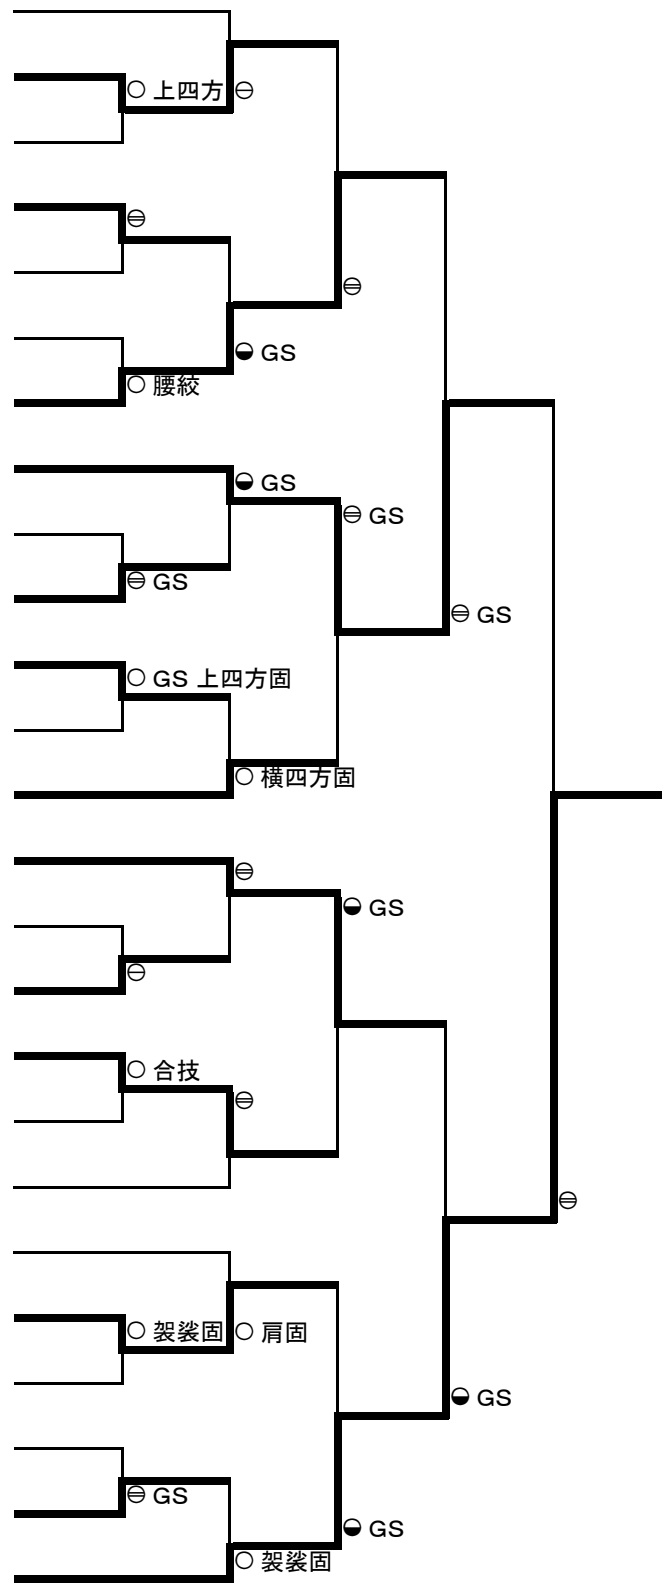 ○ 上四方
⊖
⊖
⊖
◒ GS
○ 腰絞
◒ GS
⊖ GS
⊖ GS
⊖ GS
○ GS 上四方固
○ 横四方固
⊖
◒ GS
⊖
○ 合技
⊖
⊖
○ 袈裟固
○ 肩固
◒ GS
⊖ GS
◒ GS
○ 袈裟固